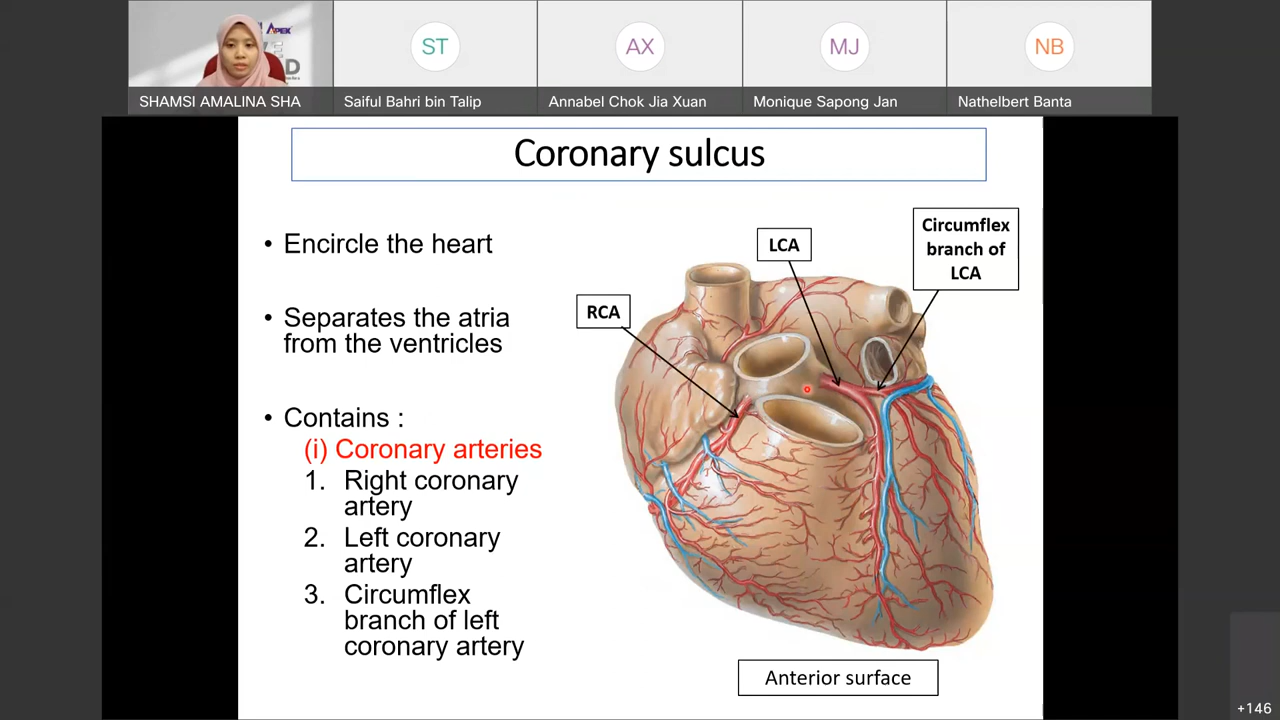 APEK
SHAMSI AMALINA SHA
ST
Saiful Bahri bin Talip
AX
Annabel Chok Jia Xuan
MJ
Monique Sapong Jan
NB
Nathelbert Banta
Coronary sulcus
• Encircle the heart
• Separates the atria
from the ventricles
• Contains :
(i) Coronary arteries
1. Right coronary
artery
2. Left coronary
artery
3. Circumflex
branch of left
coronary artery
RCA
LCA
Circumflex
branch of
LCA
Anterior surface
+146